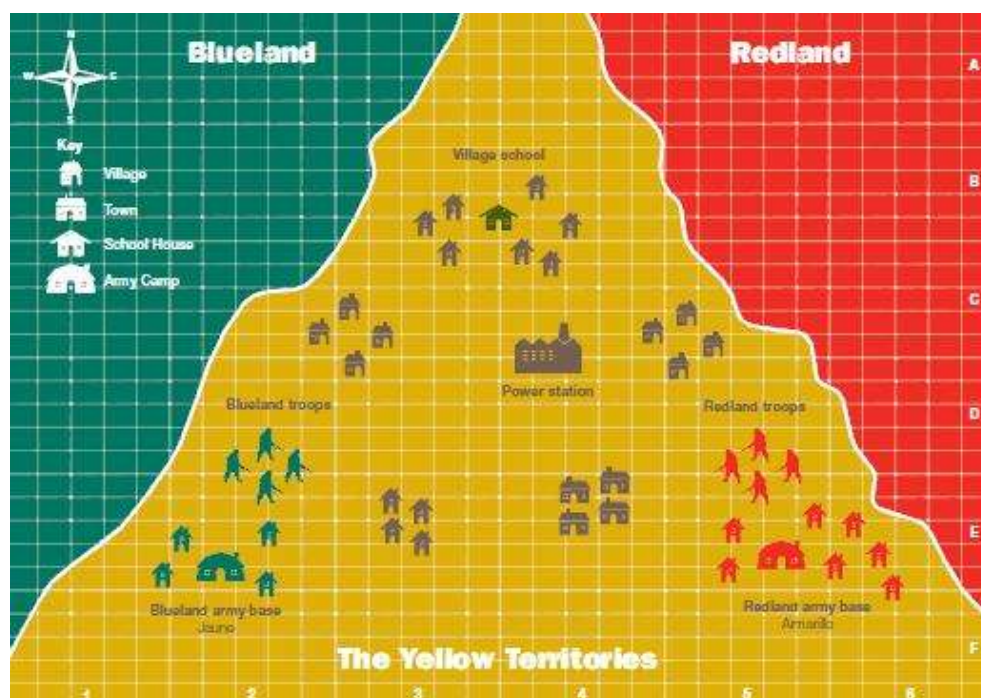 Blueland
Redland
N
W
E
S
A
Key
Village
Town
School House
Army Camp
Village school
B
C
Power station
Blueland troops
Redland troops
D
E
Blueland army base
Jauno
Redland army base
Amarillo
The Yellow Territories
F
1
2
3
4
5
6